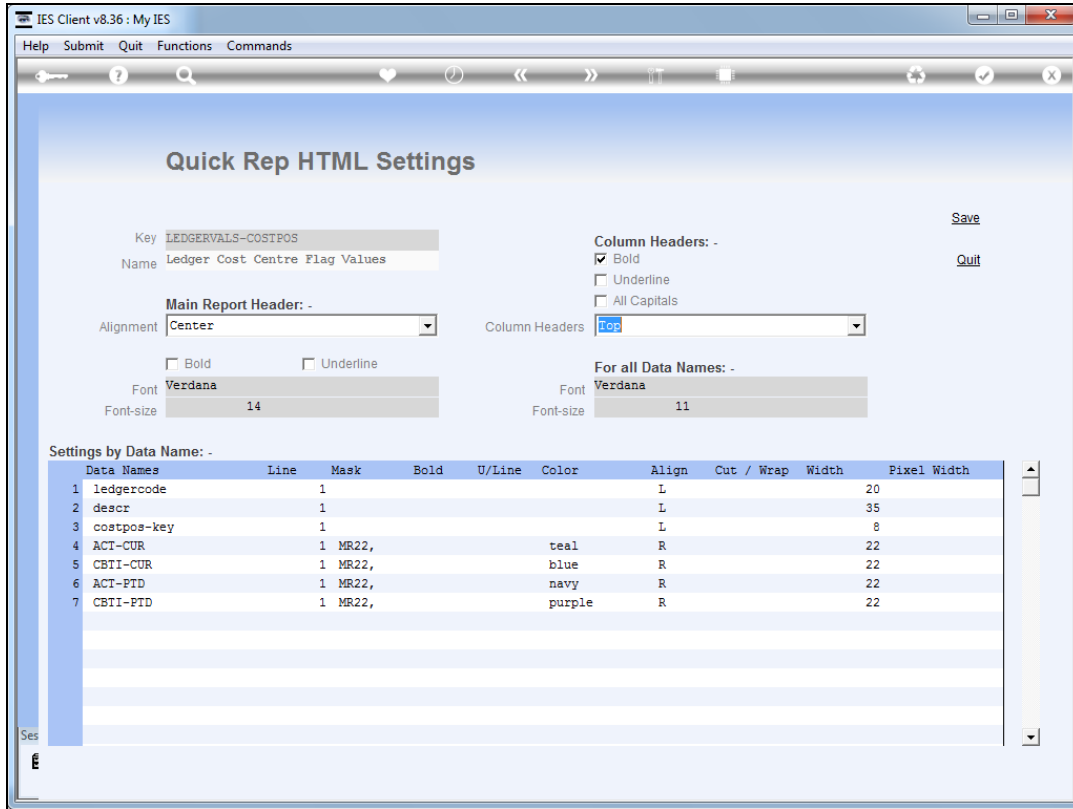 IES Client v8.36 : My IES
Help Submit Quit Functions Commands
Quick Rep HTML Settings
Save
Key LEDGERVALS-COSTPOS
Column Headers: -
Name Ledger Cost Centre Flag Values
Bold
Quit
Underline
Main Report Header: -
All Capitals
Alignment Center
Column Headers Top
Bold Underline
For all Data Names: -
Font Verdana
Font Verdana
Font-size 14
Font-size 11
Settings by Data Name: -
Data Names Line Mask Bold U/Line Color Align Cut / Wrap Width Pixel Width
1 ledgercode 1 L 20
2 descr 1 L 35
3 costpos-key 1 L 8
4 ACT-CUR 1 MR22, teal R 22
5 CBTI-CUR 1 MR22, blue R 22
6 ACT-PTD 1 MR22, navy R 22
7 CBTI-PTD 1 MR22, purple R 22
Ses